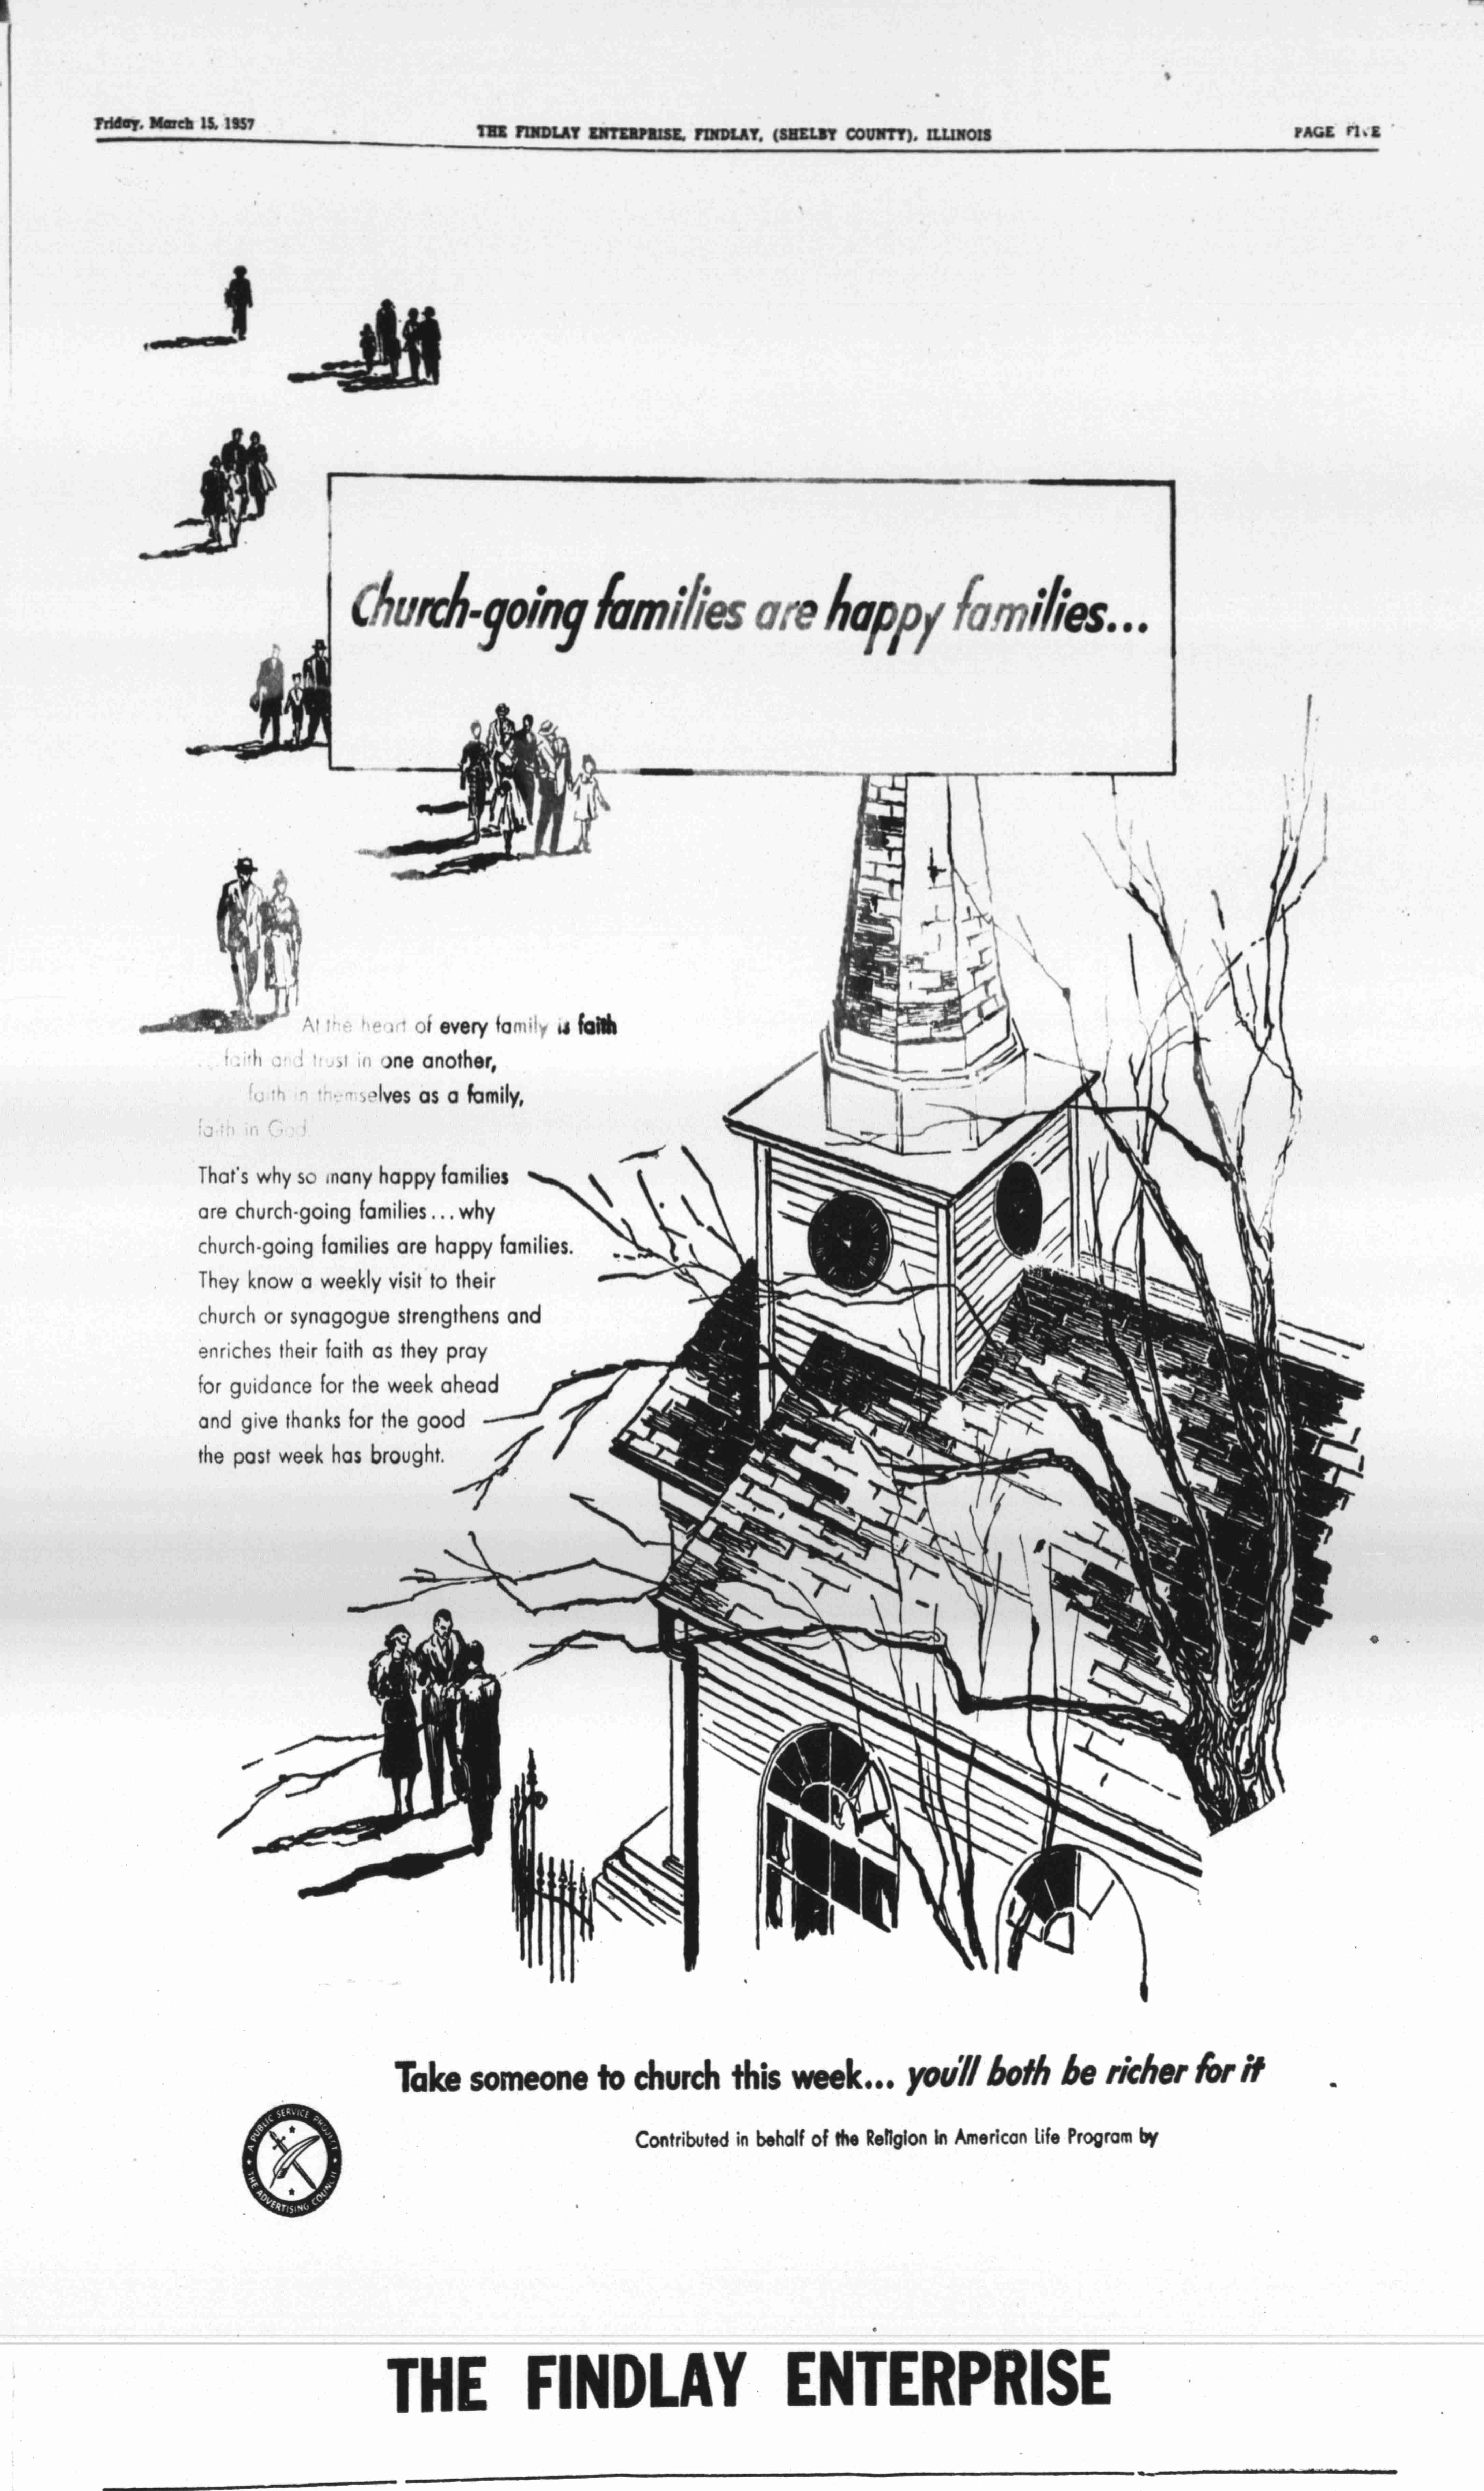 Friday, March 15, 1957
THE FINDLAY ENTERPRISE, FINDLAY, (SHELBY COUNTY), ILLINOIS
PAGE FIVE
Church-going families are happy families...
At the heart of every family is faith
...faith and trust in one another,
faith in themselves as a family,
faith in God.
That's why so many happy families
are church-going families...why
church-going families are happy families.
They know a weekly visit to their
church or synagogue strengthens and
enriches their faith as they pray
for guidance for the week ahead
and give thanks for the good
the past week has brought.
Take someone to church this week... you'll both be richer for it
Contributed in behalf of the Religion in American Life Program by
A PUBLIC SERVICE PROJECT
THE ADVERTISING COUNCIL
THE FINDLAY ENTERPRISE